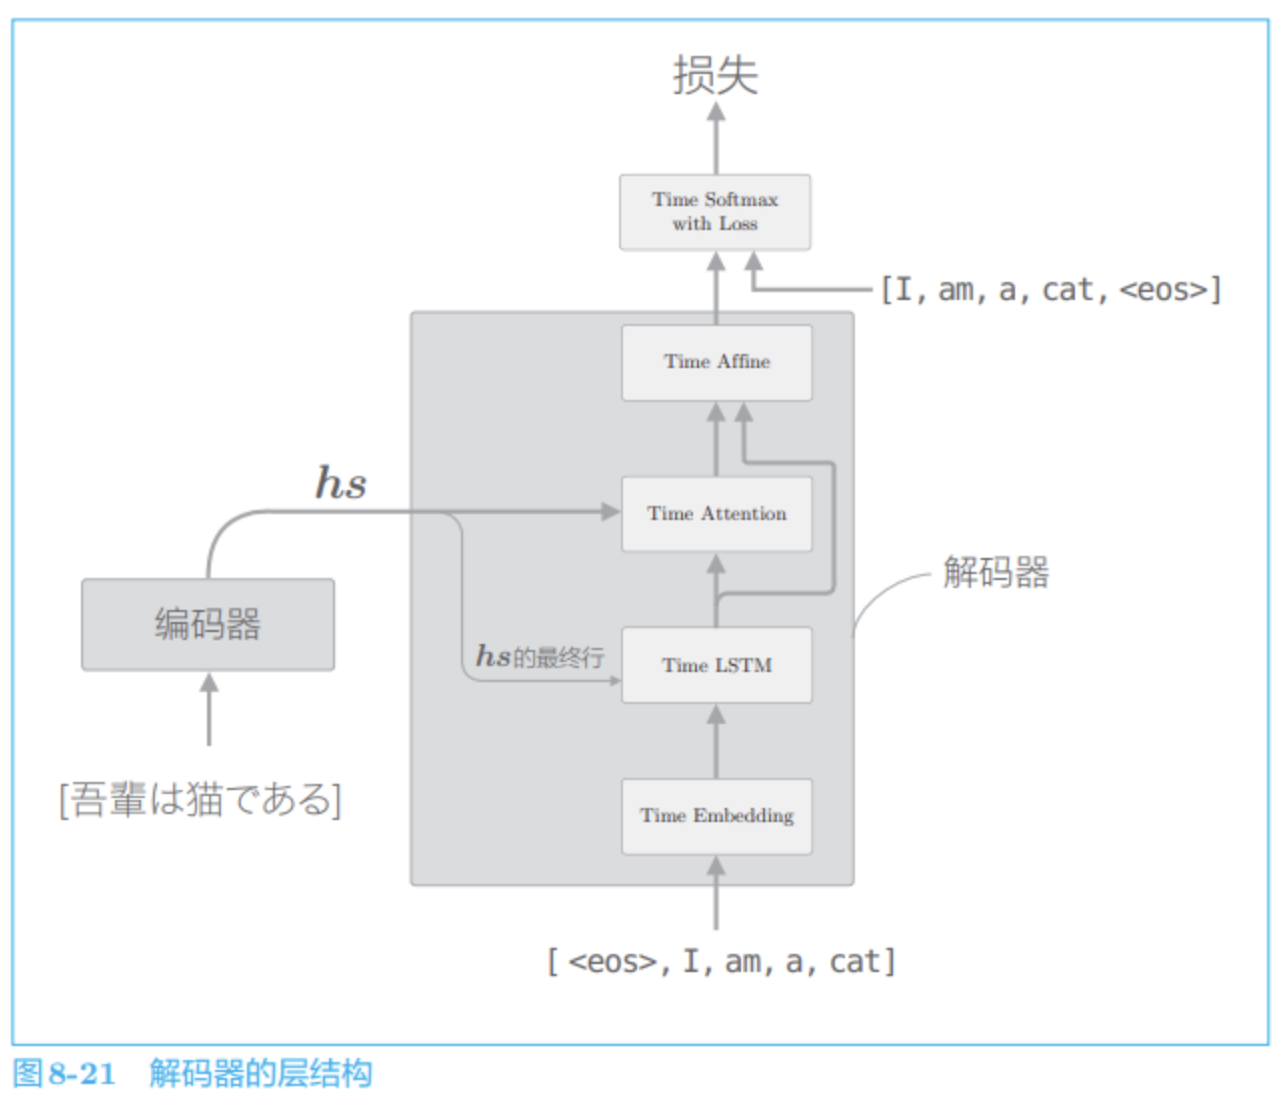 损失
Time Softmax
with Loss
[I, am, a, cat, <eos>]
Time Affine
hs
Time Attention
解码器
编码器
hs的最终行
Time LSTM
[吾輩は猫である]
Time Embedding
[ <eos>, I, am, a, cat]
图8-21 解码器的层结构